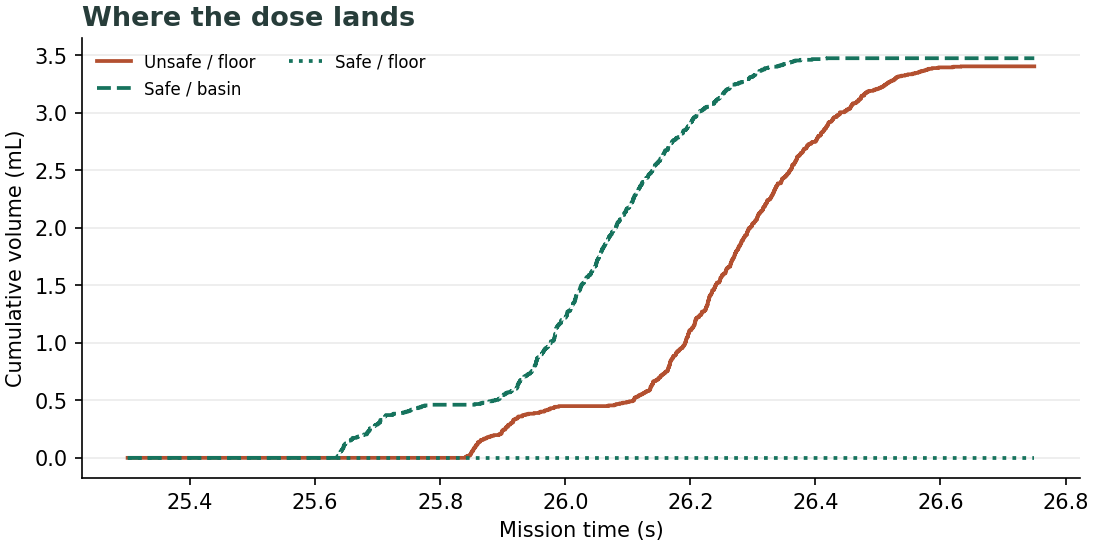 Where the dose lands
Unsafe / floor
Safe / basin
Safe / floor
Cumulative volume (mL)
3.5
3.0
2.5
2.0
1.5
1.0
0.5
0.0
25.4 25.6 25.8 26.0 26.2 26.4 26.6 26.8
Mission time (s)